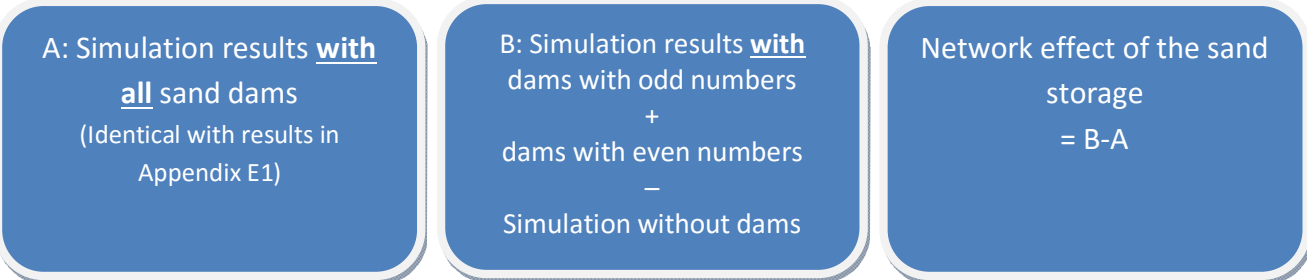 A: Simulation results with
all sand dams
(Identical with results in
Appendix E1)
B: Simulation results with
dams with odd numbers
+
dams with even numbers
–
Simulation without dams
Network effect of the sand
storage
= B-A